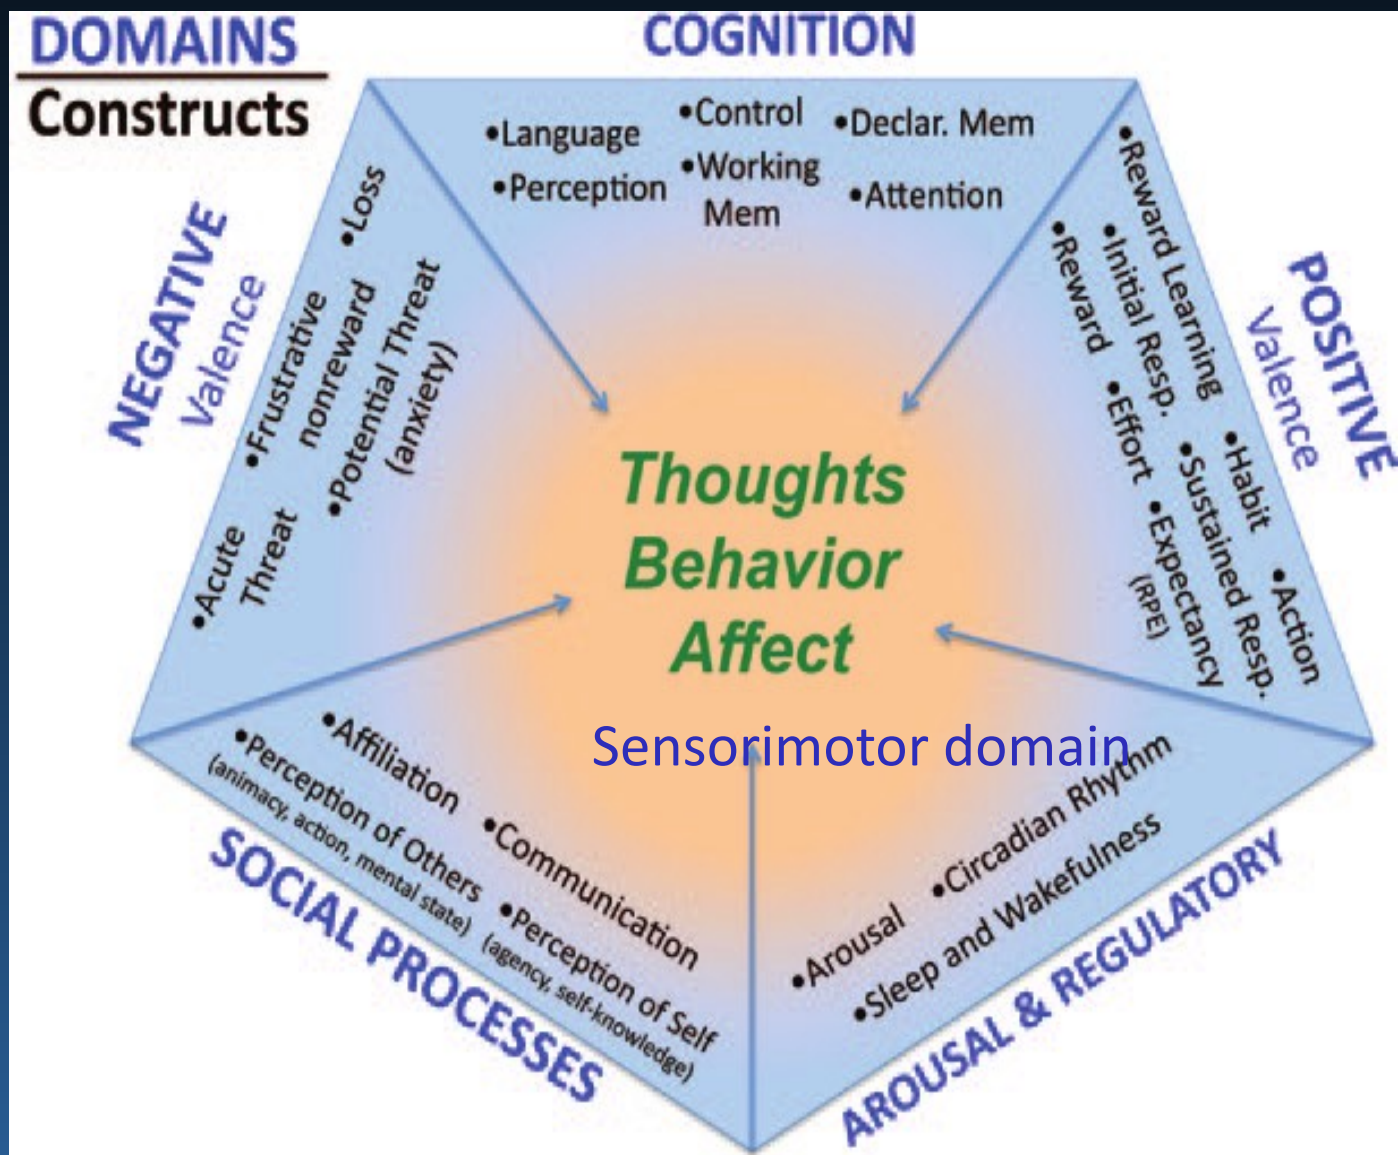 DOMAINS
Constructs
COGNITION
•Language
•Control
•Declar. Mem
•Perception
•Working
Mem
•Attention
NEGATIVE
Valence
•Loss
•Frustrative
nonreward
•Potential Threat
(anxiety)
•Acute
Threat
POSITIVE
Valence
•Reward Learning
•Initial Resp.
•Reward
•Effort
•Habit
•Sustained Resp.
•Expectancy
(RPE)
•Action
Thoughts
Behavior
Affect
Sensorimotor domain
SOCIAL PROCESSES
•Affiliation
•Perception of Others
(animacy, action, mental state)
•Communication
•Perception of Self
(agency, self-knowledge)
AROUSAL & REGULATORY
•Circadian Rhythm
•Arousal
•Sleep and Wakefulness